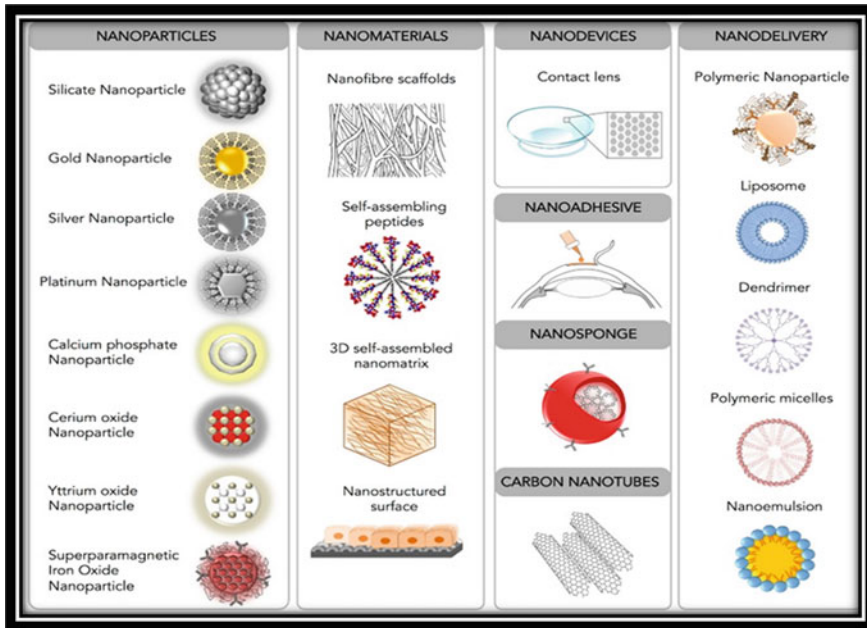 NANOPARTICLES
Silicate Nanoparticle
Gold Nanoparticle
Silver Nanoparticle
Platinum Nanoparticle
Calcium phosphate
Nanoparticle
Cerium oxide
Nanoparticle
Yttrium oxide
Nanoparticle
Superparamagnetic
Iron Oxide
Nanoparticle
NANOMATERIALS
Nanofibre scaffolds
Self-assembling
peptides
3D self-assembled
nanomatrix
Nanostructured
surface
NANODEVICES
Contact lens
NANOADHESIVE
NANOSPONGE
CARBON NANOTUBES
NANODELIVERY
Polymeric Nanoparticle
Liposome
Dendrimer
Polymeric micelles
Nanoemulsion